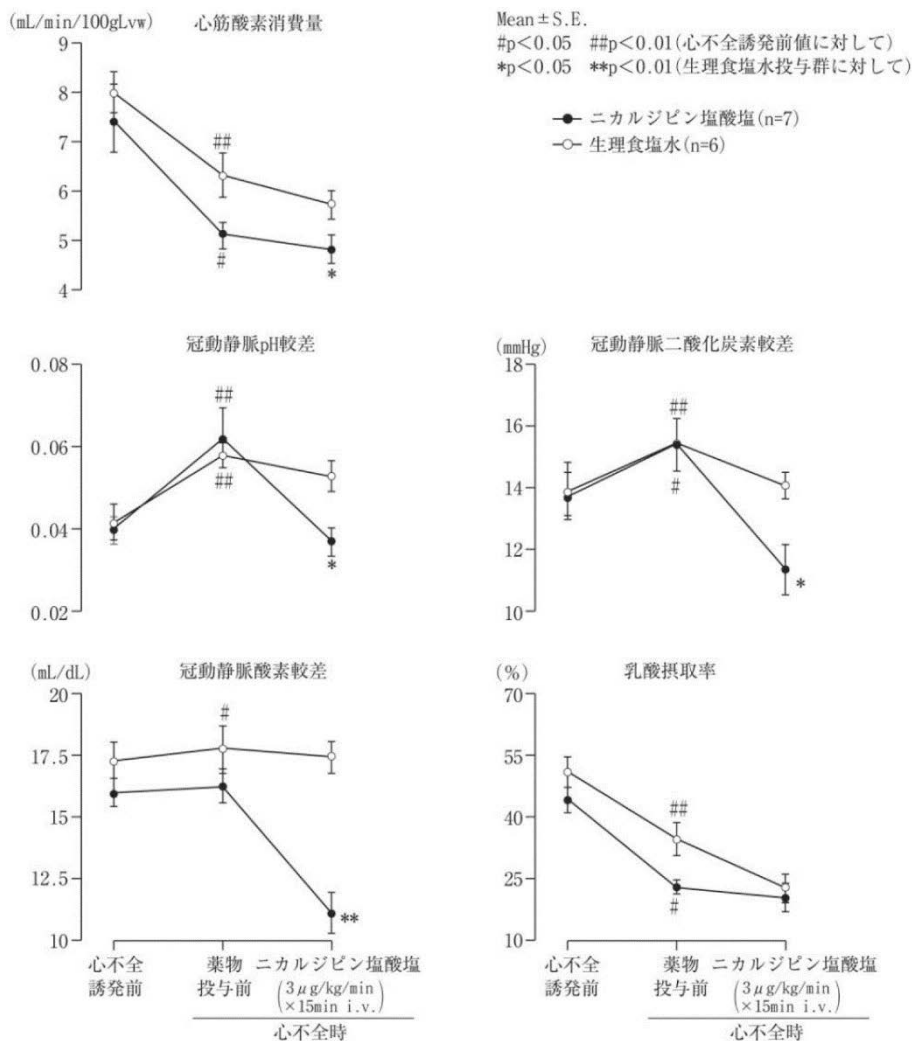 (mL/min/100gLvw)
心筋酸素消費量
9
8
7
6
5
4
##
#
*
Mean±S.E.
#p<0.05 ##p<0.01(心不全誘発前値に対して)
*p<0.05 **p<0.01(生理食塩水投与群に対して)
ニカルジピン塩酸塩(n=7)
生理食塩水(n=6)
冠動静脈pH較差
0.08
0.06
0.04
0.02
##
##
*
(mmHg)
冠動静脈二酸化炭素較差
18
16
14
12
10
##
#
*
(mL/dL)
冠動静脈酸素較差
20
17.5
15
12.5
10
#
**
心不全
誘発前
薬物
投与前
ニカルジピン塩酸塩
(3μg/kg/min
×15min i.v.)
心不全時
(%)
乳酸摂取率
70
55
40
25
10
##
#
心不全
誘発前
薬物
投与前
ニカルジピン塩酸塩
(3μg/kg/min
×15min i.v.)
心不全時